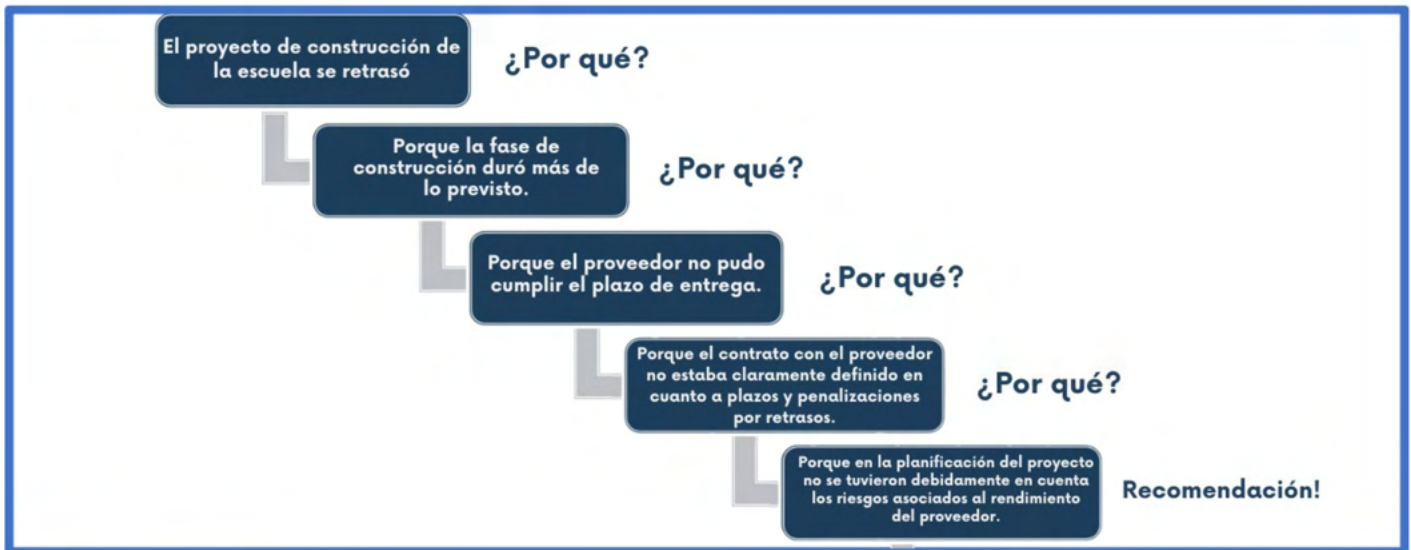 El proyecto de construcción de
la escuela se retrasó
¿Por qué?
Porque la fase de
construcción duró más de
lo previsto.
¿Por qué?
Porque el proveedor no pudo
cumplir el plazo de entrega.
¿Por qué?
Porque el contrato con el proveedor
no estaba claramente definido en
cuanto a plazos y penalizaciones
por retrasos.
¿Por qué?
Porque en la planificación del proyecto
no se tuvieron debidamente en cuenta
los riesgos asociados al rendimiento
del proveedor.
Recomendación!